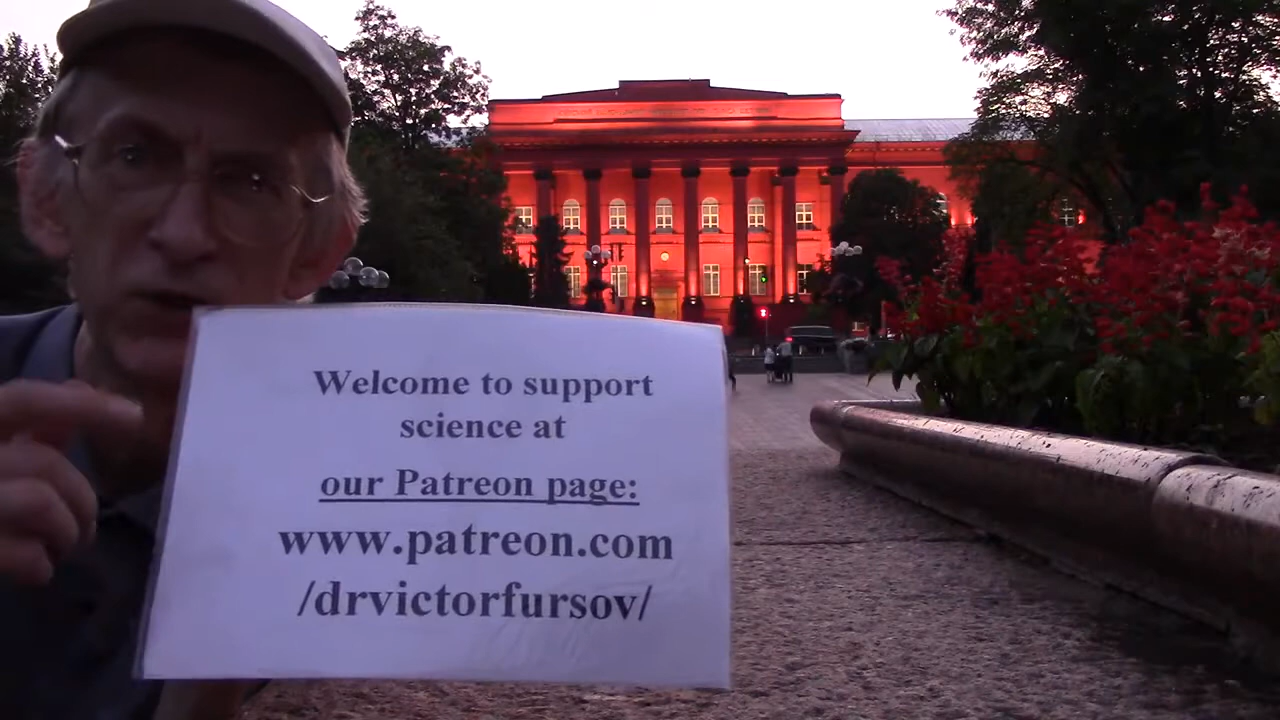 Welcome to support
science at
our Patreon page:
www.patreon.com
/drvictorfursov/